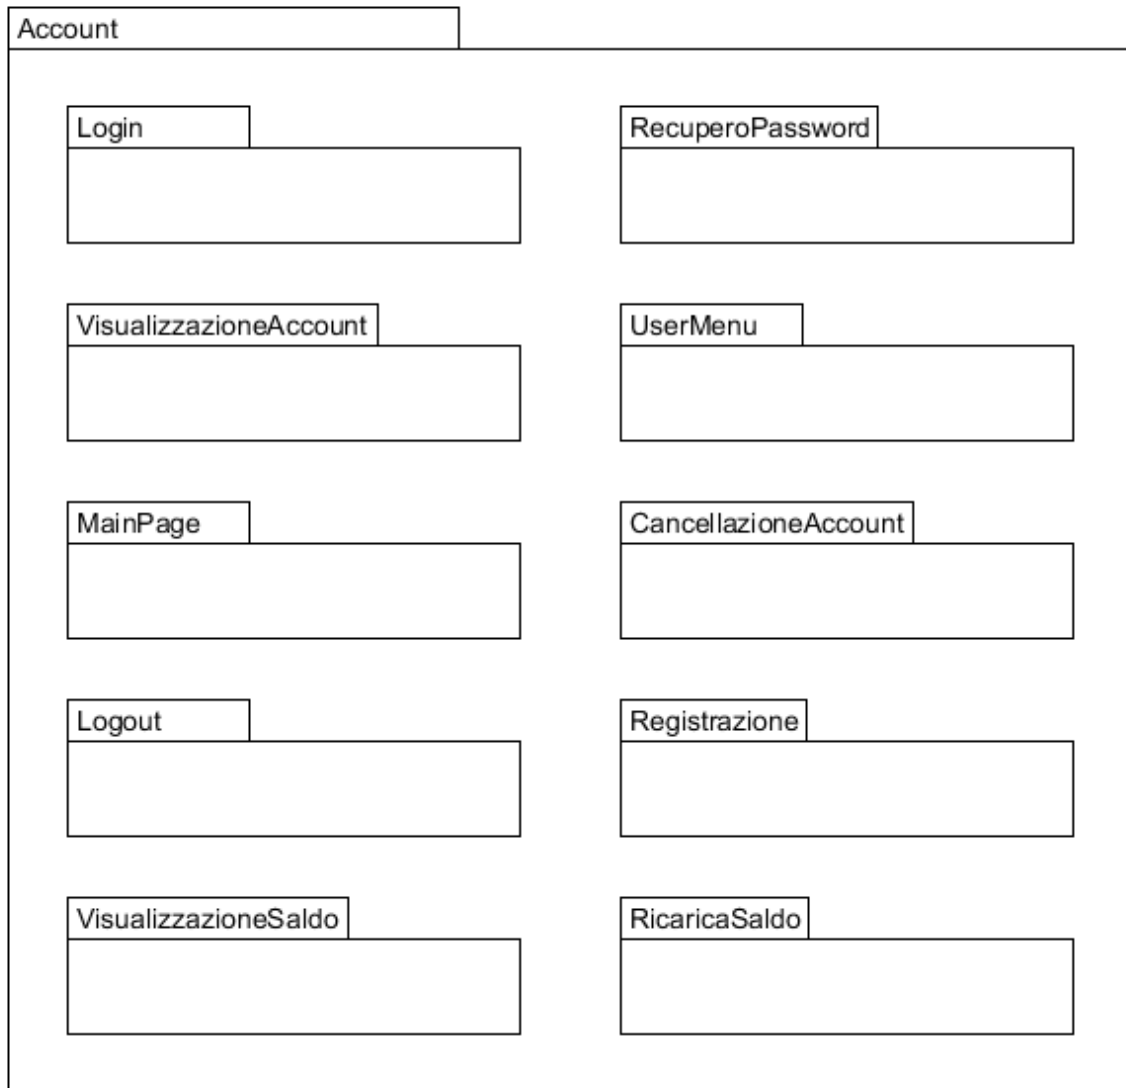 Account
Login
RecuperoPassword
VisualizzazioneAccount
UserMenu
MainPage
CancellazioneAccount
Logout
Registrazione
VisualizzazioneSaldo
RicaricaSaldo